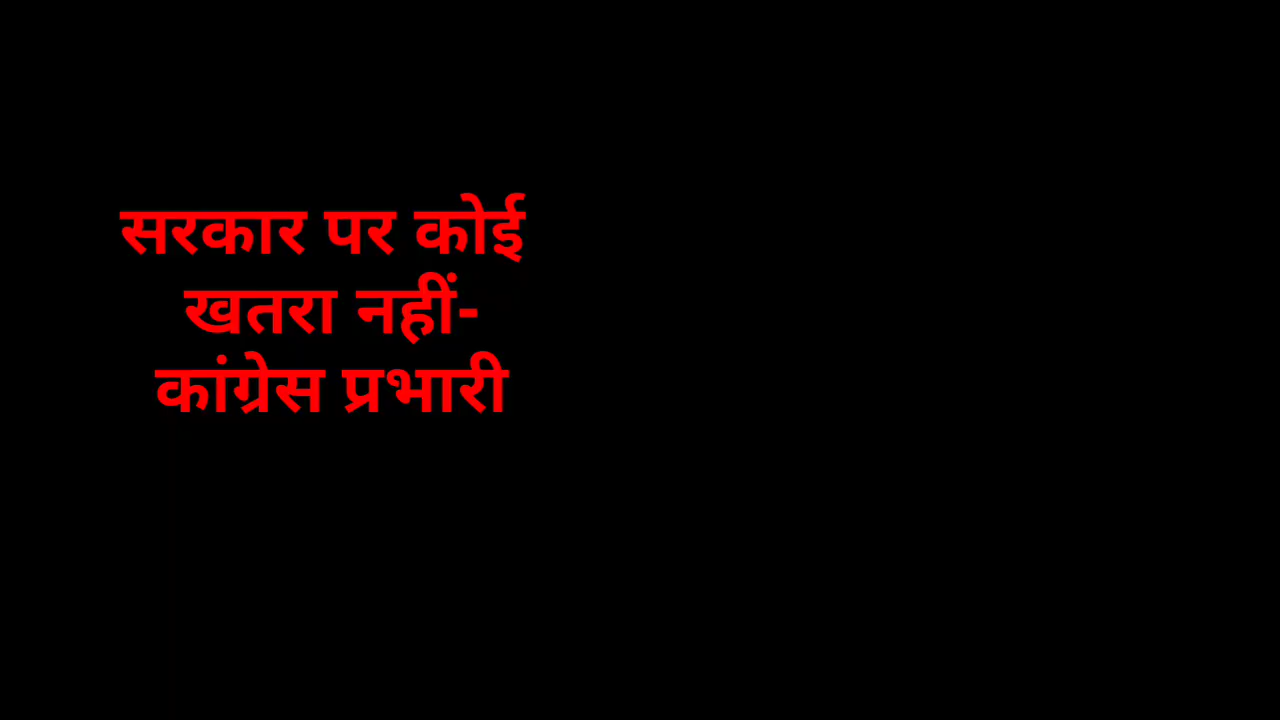 सरकार पर कोई
खतरा नहीं-
कांग्रेस प्रभारी